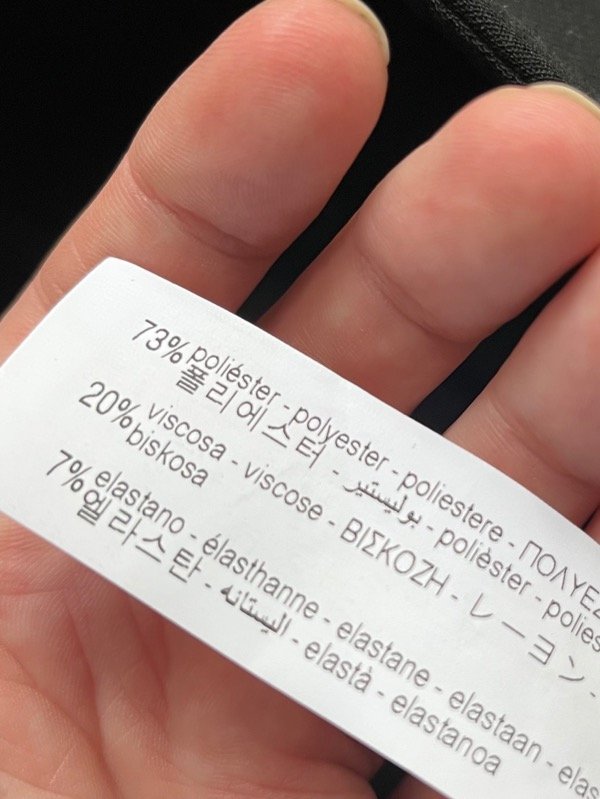 73% poliéster - polyester - poliestere - ΠΟΛΥΕΣ
폴리에스터 - بوليستير - polièster - polies
20% viscosa - viscose - ΒΙΣΚΟΖΗ - レーヨン -
biskosa
7% elastano - élasthanne - elastane - elastaan - elas
엘라스탄 - اليستانه - elastà - elastanoa